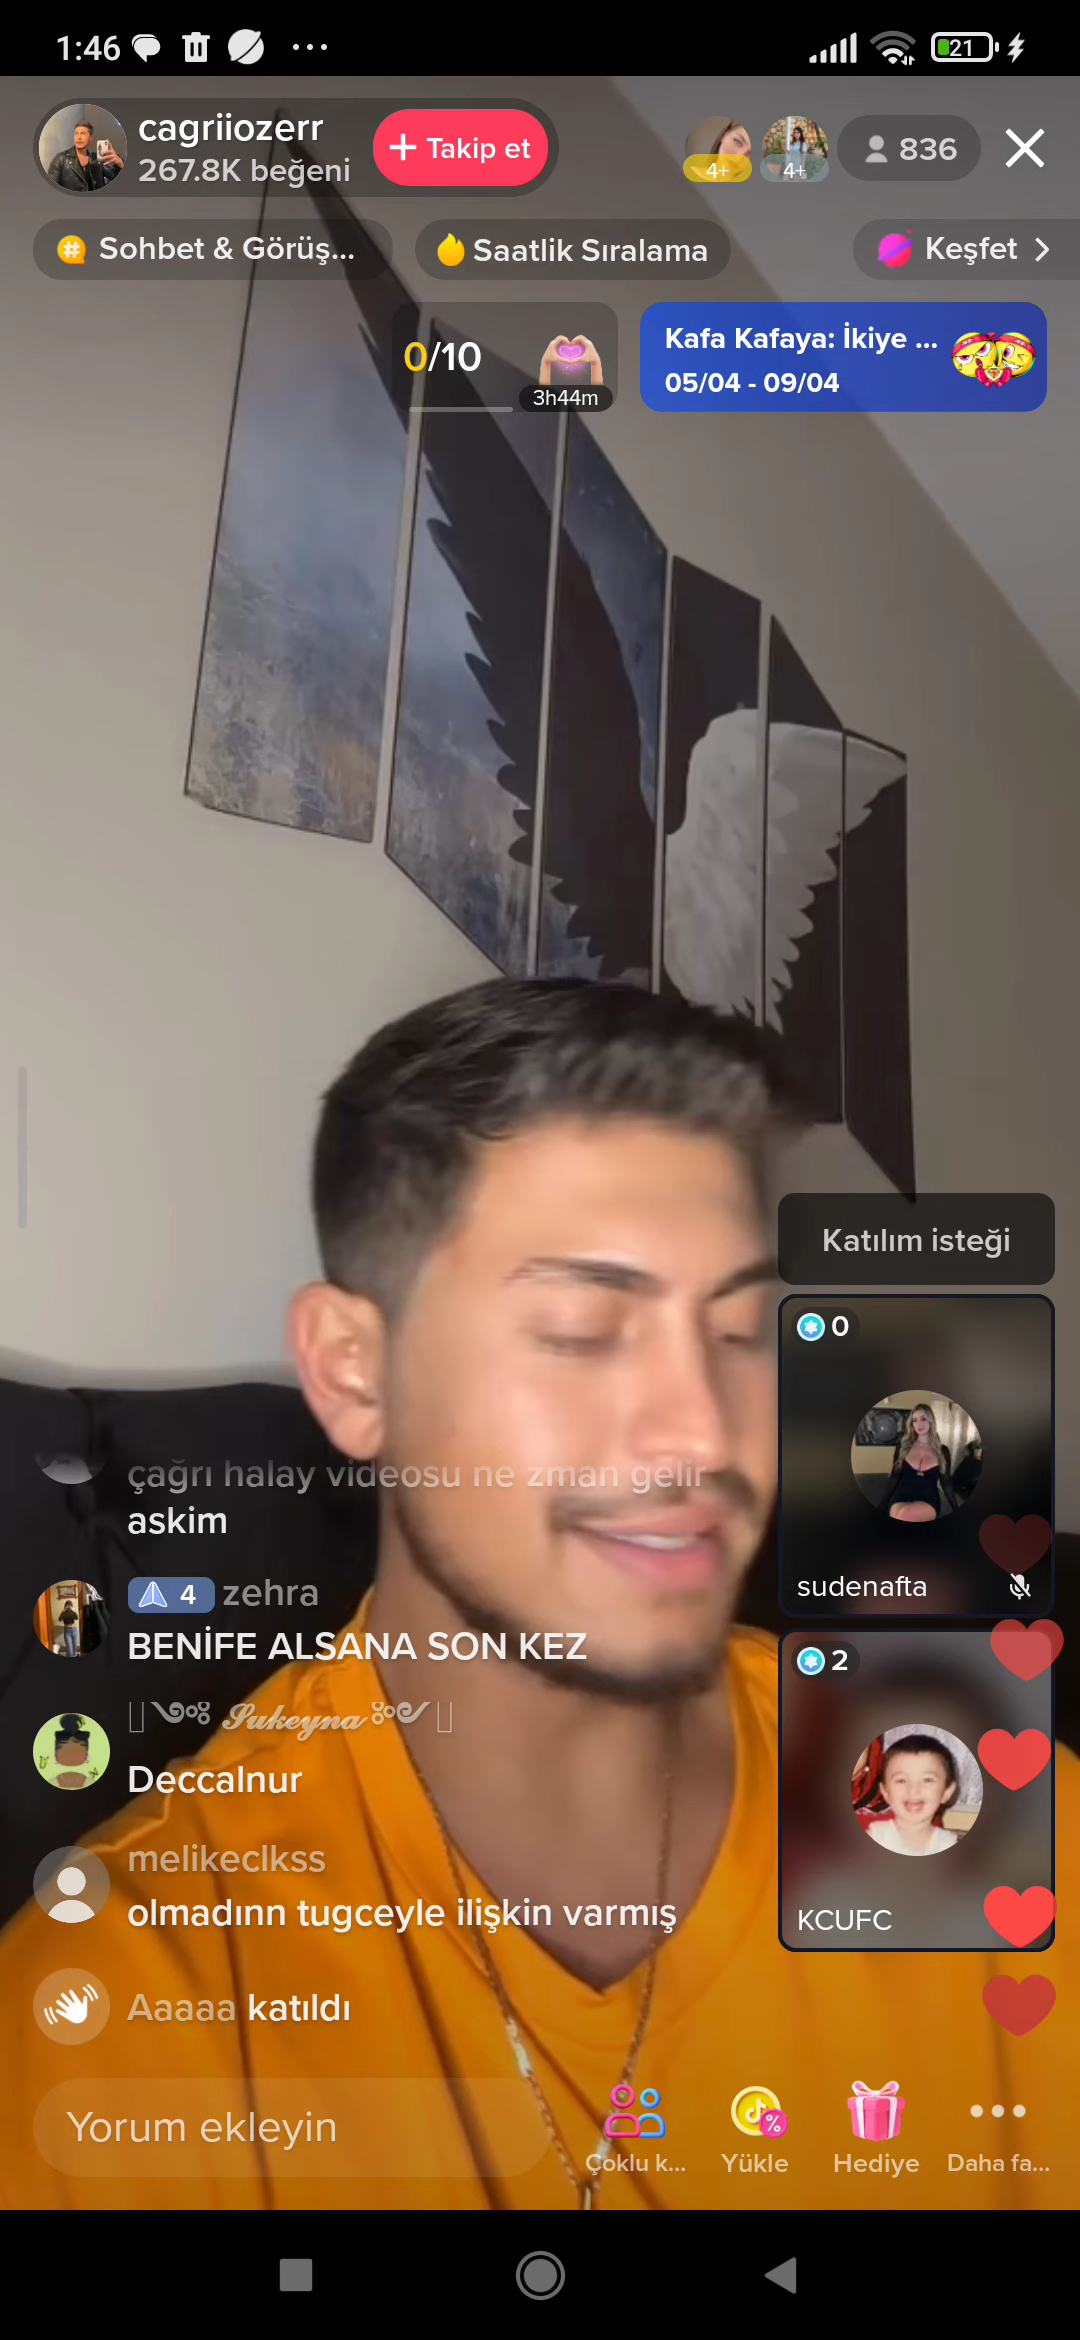 1:46
21
cagriiozerr
267.8K beğeni
+ Takip et
4+
4+
836
Sohbet & Görüş...
Saatlik Sıralama
Keşfet >
0/10
3h44m
Kafa Kafaya: İkiye ...
05/04 - 09/04
Katılım isteği
0
sudenafta
2
KCUFC
çağrı halay videosu ne zman gelir
askim
4 zehra
BENİFE ALSANA SON KEZ
𝓢𝓾𝓴𝓮𝔂𝓷𝓪
Deccalnur
melikeclkss
olmadınn tugceyle ilişkin varmış
Aaaaa katıldı
Yorum ekleyin
Çoklu k...
Yükle
Hediye
Daha fa...